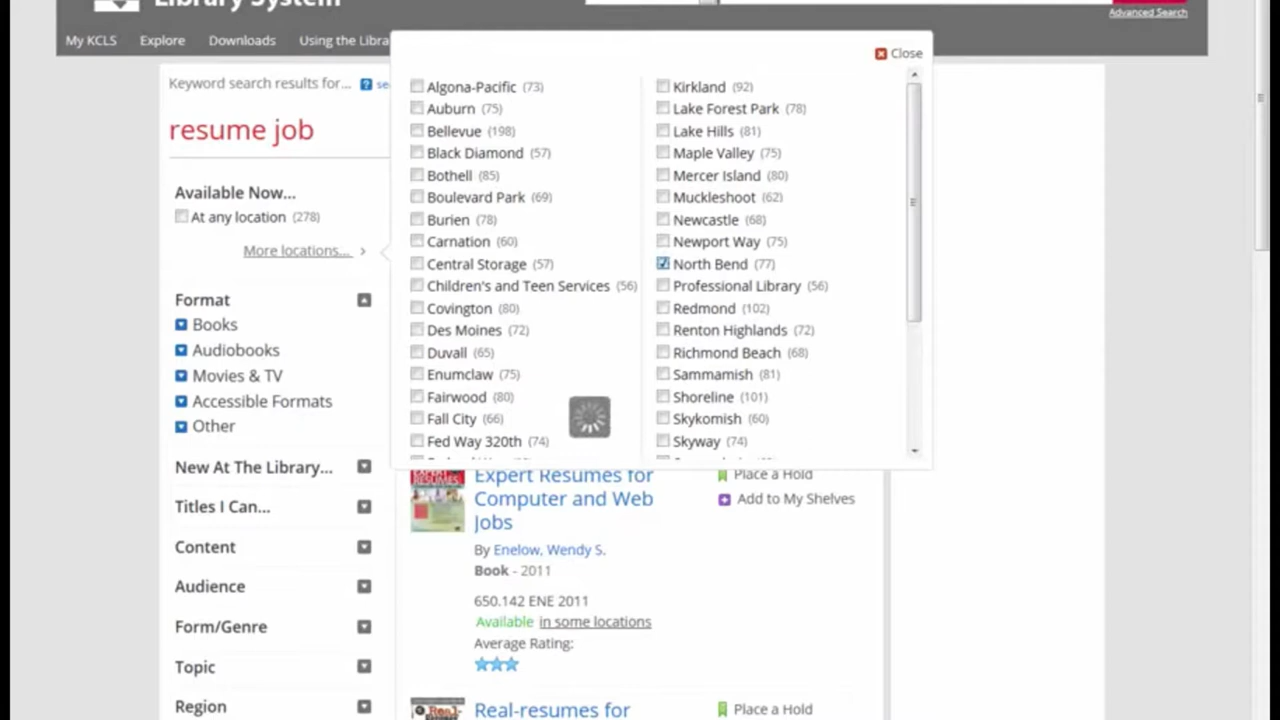 Library System
Advanced Search
My KCLS Explore Downloads Using the Libra
Close
Keyword search results for...
resume job
Available Now...
At any location (278)
More locations... >
Format
Books
Audiobooks
Movies & TV
Accessible Formats
Other
New At The Library...
Titles I Can...
Content
Audience
Form/Genre
Topic
Region
Algona-Pacific (73)
Auburn (75)
Bellevue (198)
Black Diamond (57)
Bothell (85)
Boulevard Park (69)
Burien (78)
Carnation (60)
Central Storage (57)
Children's and Teen Services (56)
Covington (80)
Des Moines (72)
Duvall (65)
Enumclaw (75)
Fairwood (80)
Fall City (66)
Fed Way 320th (74)
Kirkland (92)
Lake Forest Park (78)
Lake Hills (81)
Maple Valley (75)
Mercer Island (80)
Muckleshoot (62)
Newcastle (68)
Newport Way (75)
North Bend (77)
Professional Library (56)
Redmond (102)
Renton Highlands (72)
Richmond Beach (68)
Sammamish (81)
Shoreline (101)
Skykomish (60)
Skyway (74)
Expert Resumes for
Computer and Web
Jobs
By Enelow, Wendy S.
Book - 2011
650.142 ENE 2011
Available in some locations
Average Rating:
Place a Hold
Add to My Shelves
Real-resumes for
Place a Hold